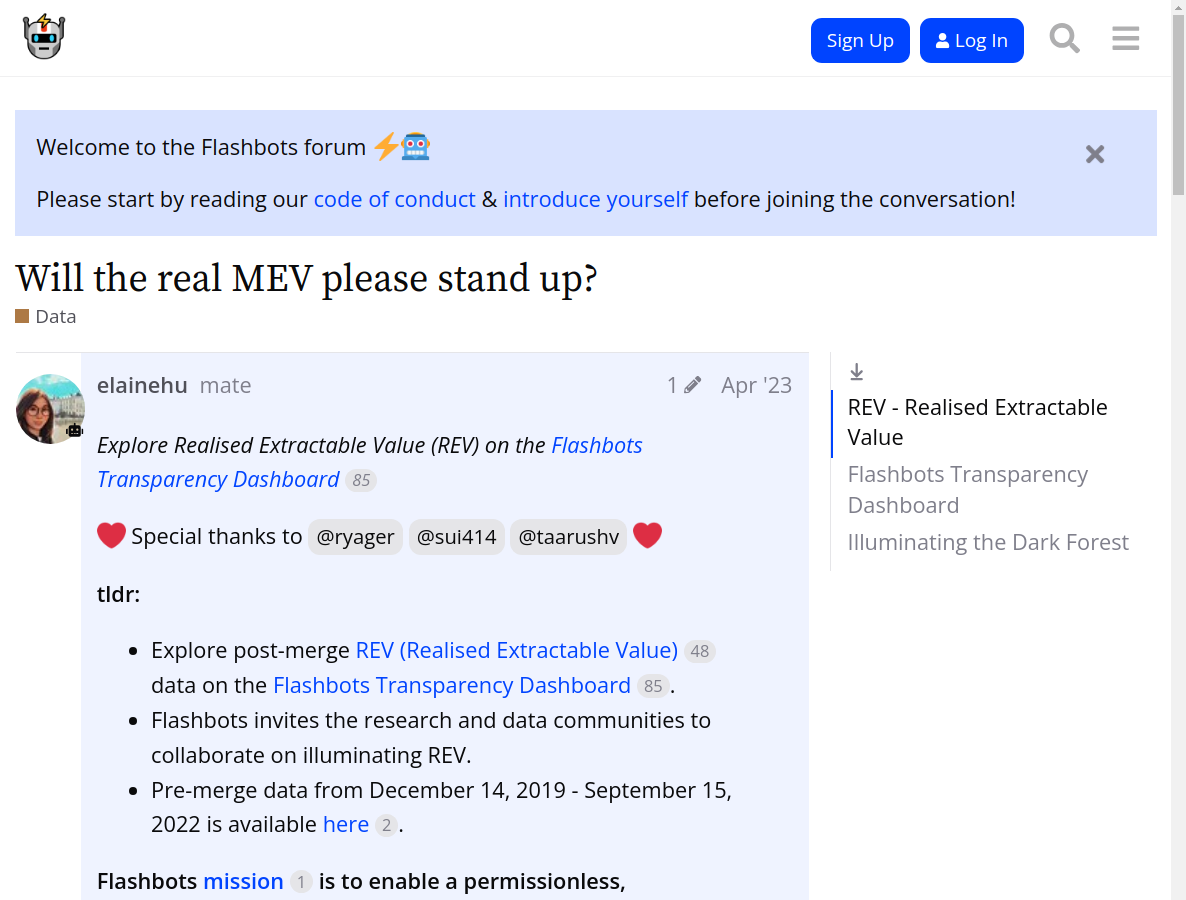 Sign Up
Log In
Welcome to the Flashbots forum
Please start by reading our code of conduct & introduce yourself before joining the conversation!
Will the real MEV please stand up?
Data
elainehu mate 1 Apr '23
Explore Realised Extractable Value (REV) on the Flashbots
Transparency Dashboard 85
Special thanks to @ryager @sui414 @taarushv
tldr:
Explore post-merge REV (Realised Extractable Value) 48
data on the Flashbots Transparency Dashboard 85 .
Flashbots invites the research and data communities to
collaborate on illuminating REV.
Pre-merge data from December 14, 2019 - September 15,
2022 is available here 2 .
Flashbots mission 1 is to enable a permissionless,
REV - Realised Extractable
Value
Flashbots Transparency
Dashboard
Illuminating the Dark Forest